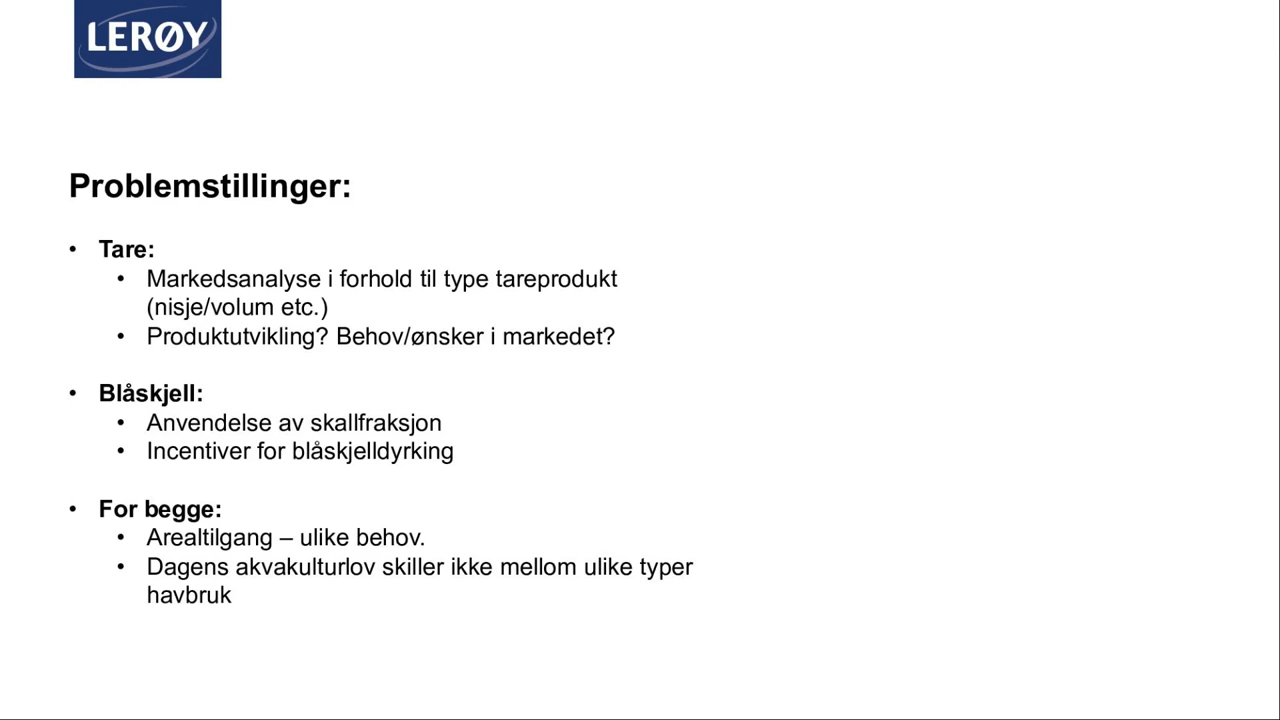 LERØY
Problemstillinger:
• Tare:
• Markedsanalyse i forhold til type tareprodukt
(nisje/volum etc.)
• Produktutvikling? Behov/ønsker i markedet?
• Blåskjell:
• Anvendelse av skallfraksjon
• Incentiver for blåskjelldyrking
• For begge:
• Arealtilgang – ulike behov.
• Dagens akvakulturlov skiller ikke mellom ulike typer
havbruk